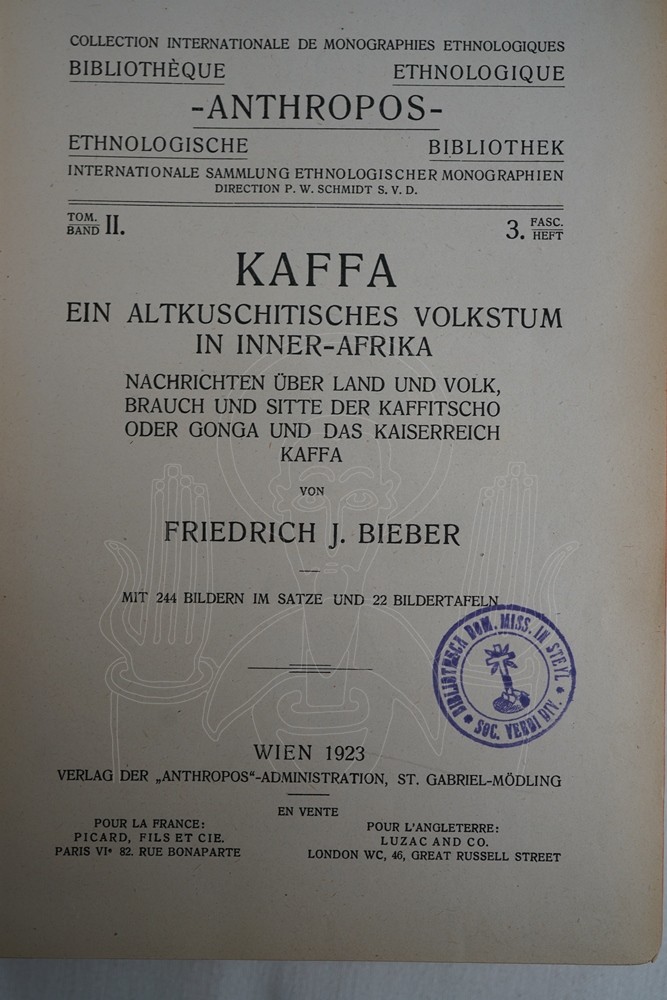 COLLECTION INTERNATIONALE DE MONOGRAPHIES ETHNOLOGIQUES
BIBLIOTHÈQUE ETHNOLOGIQUE
-ANTHROPOS-
ETHNOLOGISCHE BIBLIOTHEK
INTERNATIONALE SAMMLUNG ETHNOLOGISCHER MONOGRAPHIEN
DIRECTION P. W. SCHMIDT S. V. D.
TOM.
BAND II.
3. FASC.
HEFT
KAFFA
EIN ALTKUSCHITISCHES VOLKSTUM
IN INNER-AFRIKA
NACHRICHTEN ÜBER LAND UND VOLK,
BRAUCH UND SITTE DER KAFFITSCHO
ODER GONGA UND DAS KAISERREICH
KAFFA
VON
FRIEDRICH J. BIEBER
MIT 244 BILDERN IM SATZE UND 22 BILDERTAFELN
BIBLIOTHECA DOM. MISS. IN STEYL
SOC. VERBI DIV.
WIEN 1923
VERLAG DER „ANTHROPOS“-ADMINISTRATION, ST. GABRIEL-MÖDLING
EN VENTE
POUR LA FRANCE:
PICARD, FILS ET CIE.
PARIS VIe 82. RUE BONAPARTE
POUR L'ANGLETERRE:
LUZAC AND CO.
LONDON WC, 46, GREAT RUSSELL STREET